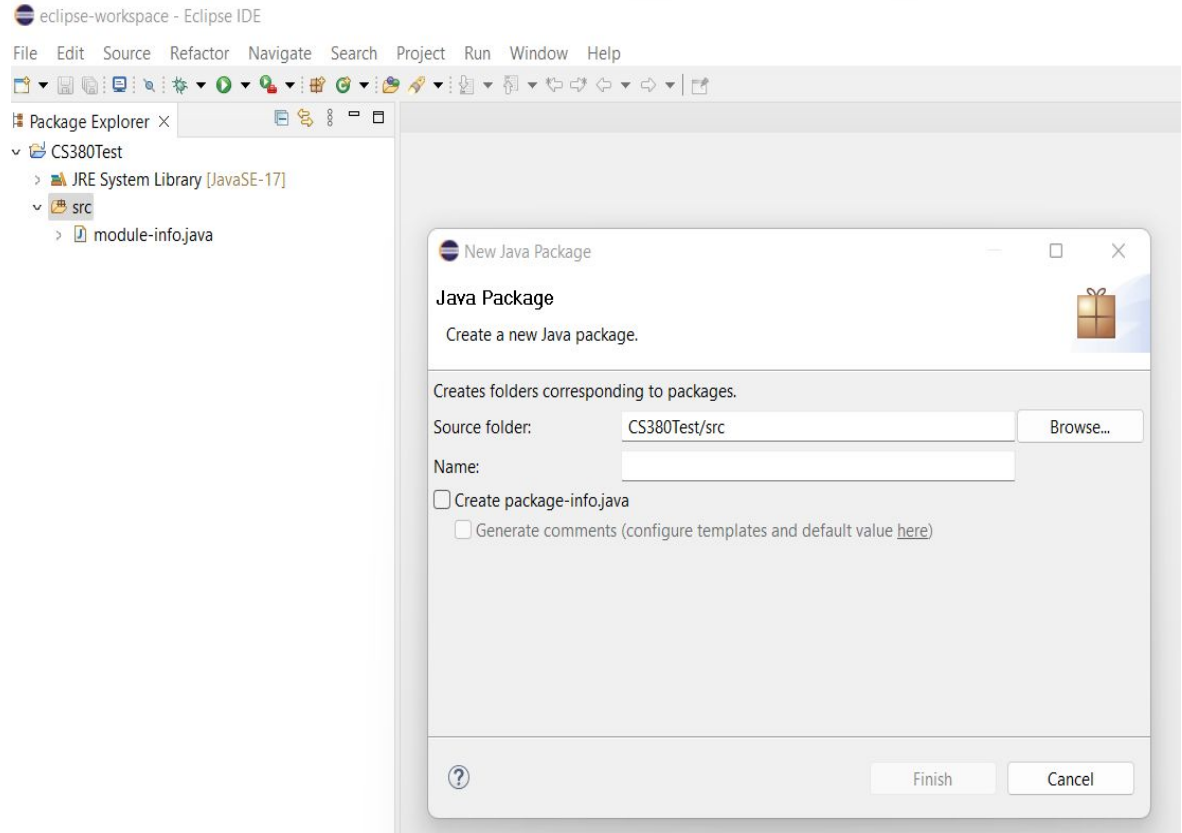 eclipse-workspace - Eclipse IDE
File Edit Source Refactor Navigate Search Project Run Window Help
Package Explorer
CS380Test
JRE System Library [JavaSE-17]
src
module-info.java
New Java Package
Java Package
Create a new Java package.
Creates folders corresponding to packages.
Source folder: CS380Test/src Browse...
Name:
Create package-info.java
Generate comments (configure templates and default value here)
Finish Cancel